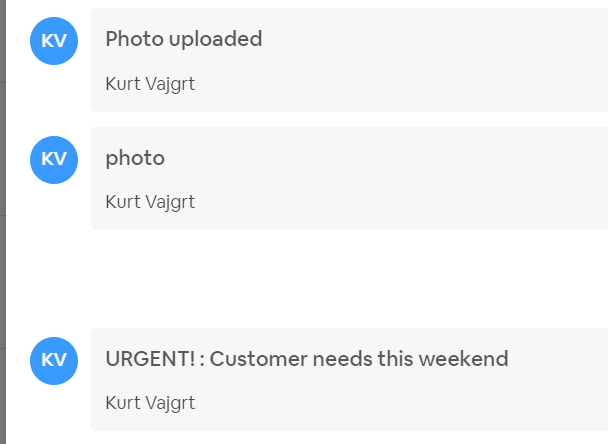 KV
Photo uploaded
Kurt Vajgrt
KV
photo
Kurt Vajgrt
KV
URGENT! : Customer needs this weekend
Kurt Vajgrt